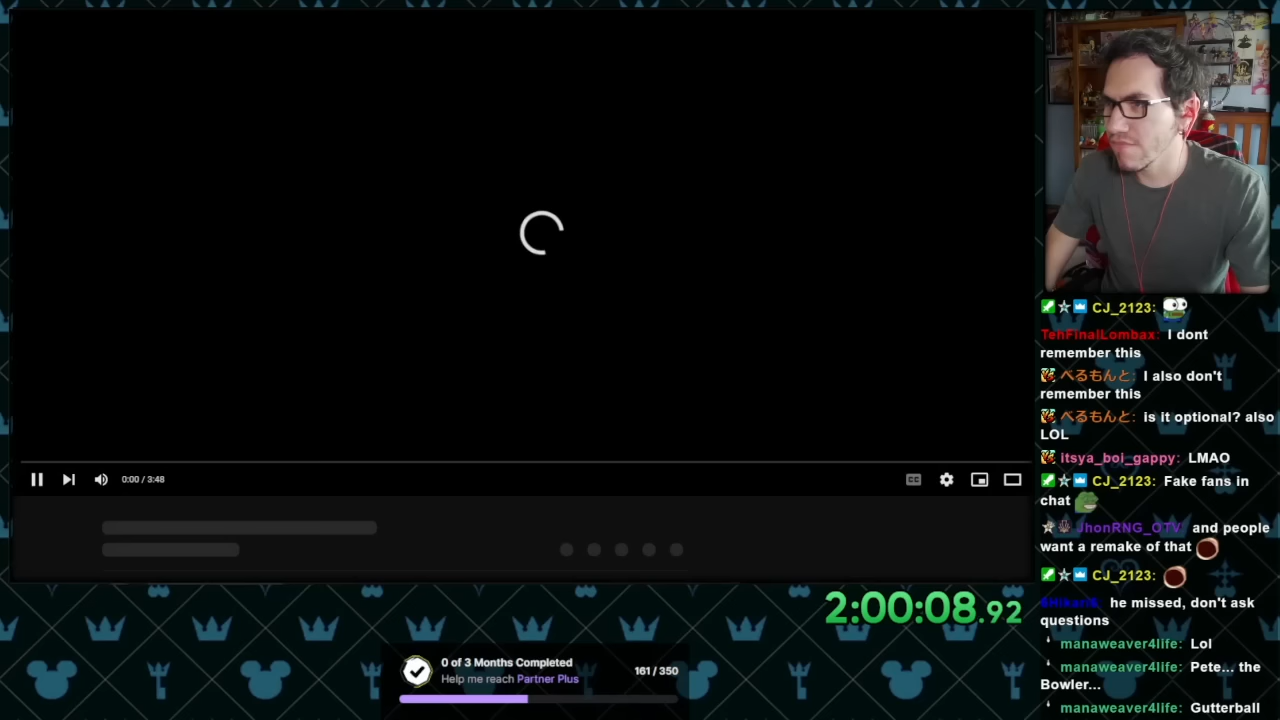 0:00 / 3:48
CJ_2123:
TenFinalLombax: I dont
remember this
べるもんと: I also don't
remember this
べるもんと: is it optional? also
LOL
itsya_boi_gappy: LMAO
CJ_2123: Fake fans in
chat
JhonRNG_OTV: and people
want a remake of that
CJ_2123:
he missed, don't ask
questions
manaweaver4life: Lol
manaweaver4life: Pete... the
Bowler...
manaweaver4life: Gutterball
2:00:08.92
0 of 3 Months Completed
Help me reach Partner Plus
161 / 350